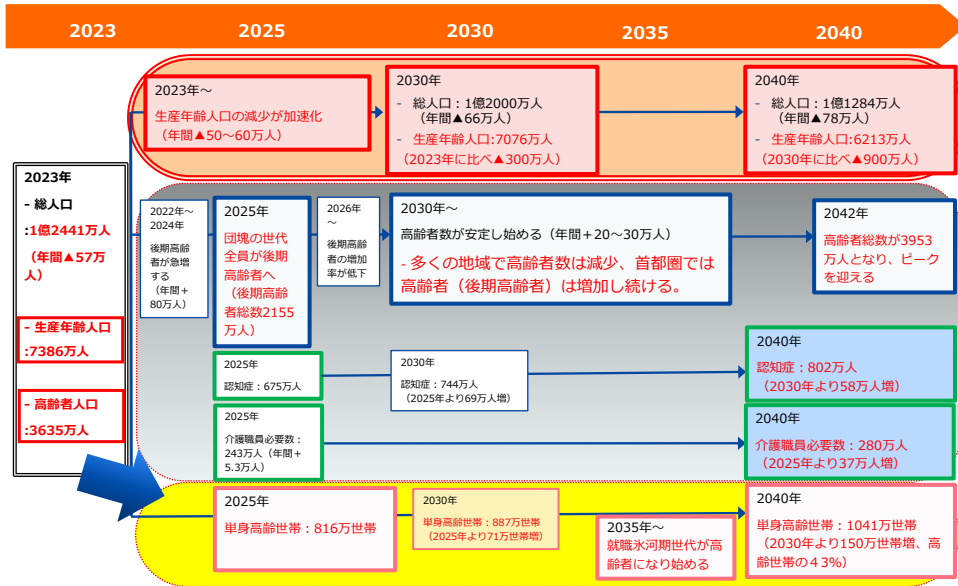 2023
2025
2030
2035
2040
2023年~
生産年齢人口の減少が加速化
(年間▲50~60万人)
2030年
- 総人口:1億2000万人
(年間▲66万人)
- 生産年齢人口:7076万人
(2023年に比べ▲300万人)
2040年
- 総人口:1億1284万人
(年間▲78万人)
- 生産年齢人口:6213万人
(2030年に比べ▲900万人)
2023年
- 総人口
:1億2441万人
(年間▲57万
人)
- 生産年齢人口
:7386万人
- 高齢者人口
:3635万人
2022年~
2024年
後期高齢
者が急増
する
(年間+
80万人)
2025年
団塊の世代
全員が後期
高齢者へ
(後期高齢
者総数2155
万人)
2026年
~
後期高齢
者の増加
率が低下
2030年~
高齢者数が安定し始める(年間+20~30万人)
- 多くの地域で高齢者数は減少、首都圏では
高齢者(後期高齢者)は増加し続ける。
2042年
高齢者総数が3953
万人となり、ピーク
を迎える
2025年
認知症:675万人
2030年
認知症:744万人
(2025年より69万人増)
2040年
認知症:802万人
(2030年より58万人増)
2025年
介護職員必要数:
243万人(年間+
5.3万人)
2040年
介護職員必要数:280万人
(2025年より37万人増)
2025年
単身高齢世帯:816万世帯
2030年
単身高齢世帯:887万世帯
(2025年より71万世帯増)
2035年~
就職氷河期世代が高
齢者になり始める
2040年
単身高齢世帯:1041万世帯
(2030年より150万世帯増、高
齢世帯の43%)